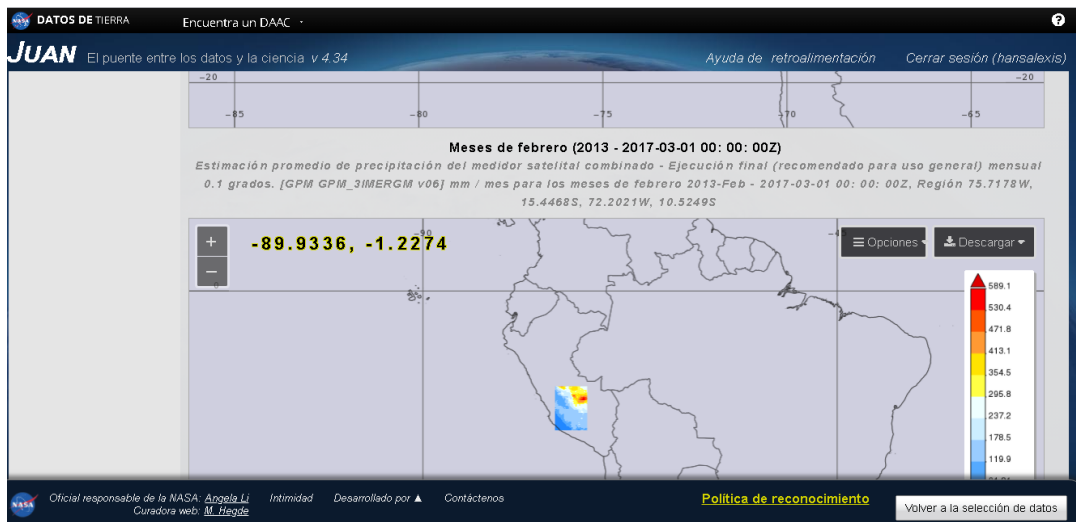 NASA DATOS DE TIERRA Encuentra un DAAC ?
JUAN El puente entre los datos y la ciencia v 4.34 Ayuda de retroalimentación Cerrar sesión (hansalexis)
-20 -20
-85 -80 -75 -70 -65
Meses de febrero (2013 - 2017-03-01 00: 00: 00Z)
Estimación promedio de precipitación del medidor satelital combinado - Ejecución final (recomendado para uso general) mensual
0.1 grados. [GPM GPM_3IMERGM v06] mm / mes para los meses de febrero 2013-Feb - 2017-03-01 00: 00: 00Z, Región 75.7178W,
15.4468S, 72.2021W, 10.5249S
+ -89.9336, -1.2274 -90 Opciones Descargar
−
0
589.1
530.4
471.8
413.1
354.5
295.8
237.2
178.5
119.9
NASA Oficial responsable de la NASA: Angela Li Intimidad Desarrollado por ▲ Contáctenos Política de reconocimiento
Curadora web: M. Hegde Volver a la selección de datos